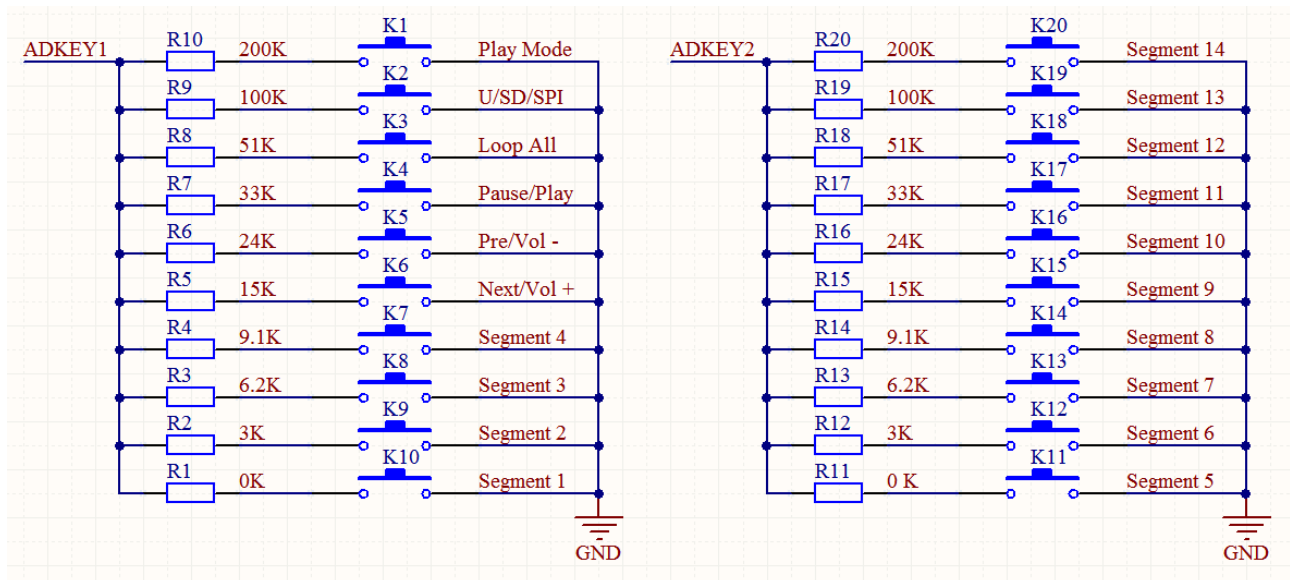 K1 K20
ADKEY1 R10 200K Play Mode ADKEY2 R20 200K Segment 14
K2 K19
R9 100K U/SD/SPI R19 100K Segment 13
K3 K18
R8 51K Loop All R18 51K Segment 12
K4 K17
R7 33K Pause/Play R17 33K Segment 11
K5 K16
R6 24K Pre/Vol - R16 24K Segment 10
K6 K15
R5 15K Next/Vol + R15 15K Segment 9
K7 K14
R4 9.1K Segment 4 R14 9.1K Segment 8
K8 K13
R3 6.2K Segment 3 R13 6.2K Segment 7
K9 K12
R2 3K Segment 2 R12 3K Segment 6
K10 K11
R1 0K Segment 1 R11 0 K Segment 5
GND GND